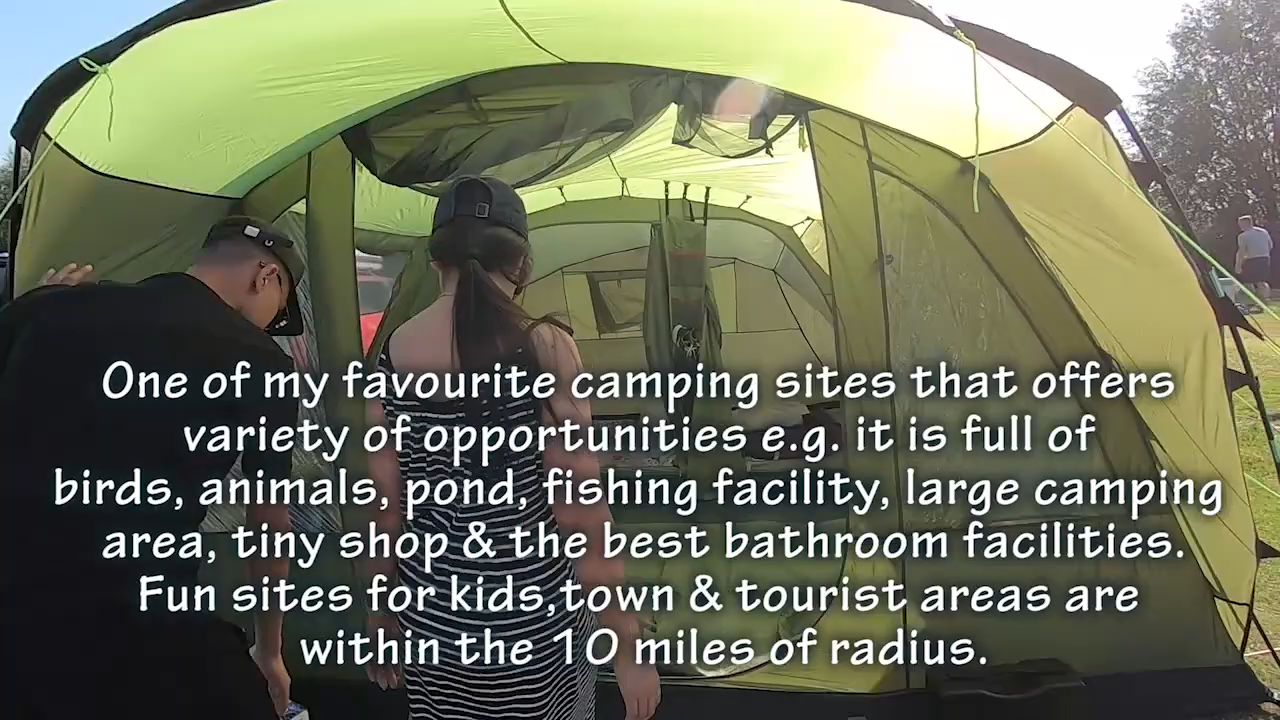 One of my favourite camping sites that offers
variety of opportunities e.g. it is full of
birds, animals, pond, fishing facility, large camping
area, tiny shop & the best bathroom facilities.
Fun sites for kids,town & tourist areas are
within the 10 miles of radius.